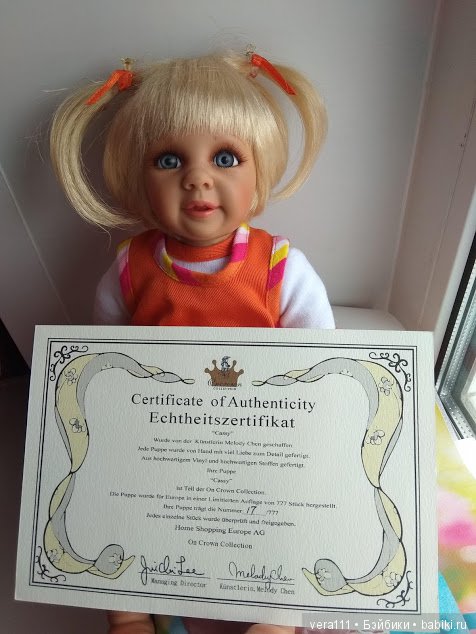 Certificate of Authenticity
Echtheitszertifikat
"Cassy"
Wurde von der Künstlerin Melody Chen geschaffen
Jede Puppe wurde von Hand mit viel Liebe zum Detail gefertigt.
Aus hochwertigem Vinyl und hochwertigen Stoffen gefertigt.
Ihre Puppe
"Cassy"
ist Teil der On Crown Collection.
Die Puppe wurde für Europa in einer Limitierten Auflage von 777 Stück hergestellt.
Ihre Puppe trägt die Nummer 17 /777
Jedes einzelne Stück wurde überprüft und freigegeben.
Home Shopping Europe AG
On Crown Collection
Melody Chen
Managing Director Künstlerin, Melody Chen
vera111 - Бэйбики - babiki.ru